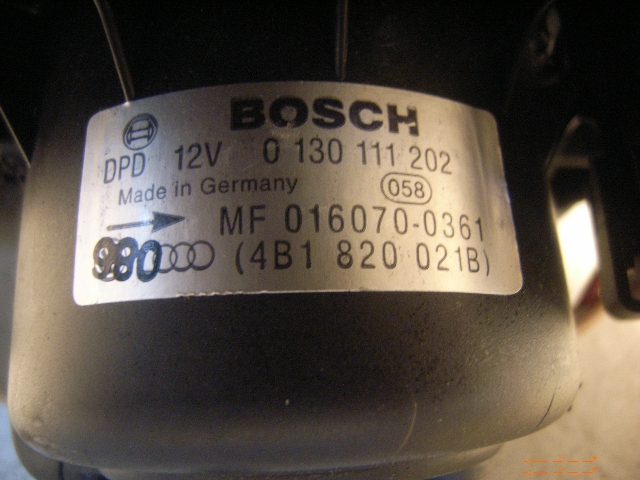 BOSCH
DPD 12V 0 130 111 202
Made in Germany 058
MF 016070-0361
980 (4B1 820 021B)